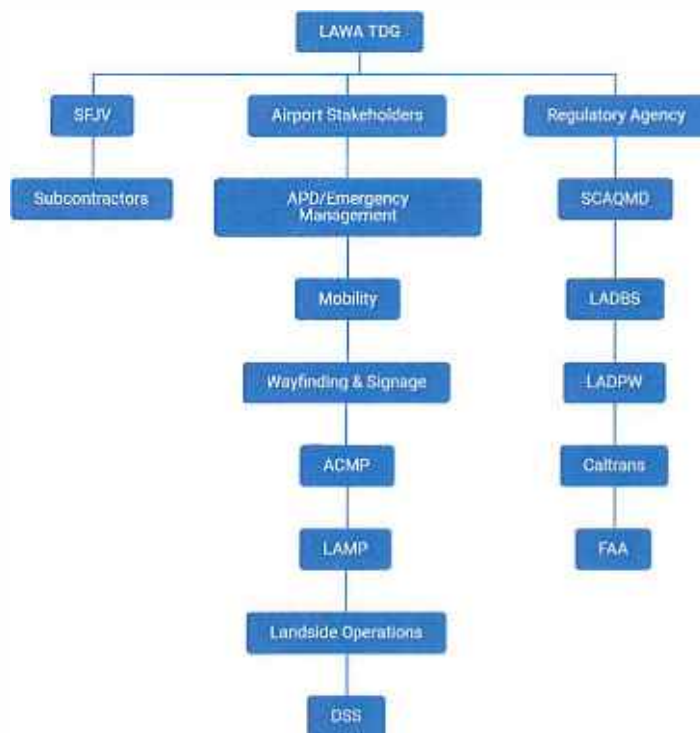 LAWA TDG
SFJV
Airport Stakeholders
Regulatory Agency
Subcontractors
APD/Emergency
Management
SCAQMD
Mobility
LADBS
Wayfinding & Signage
LADPW
ACMP
Caltrans
LAMP
FAA
Landside Operations
DSS